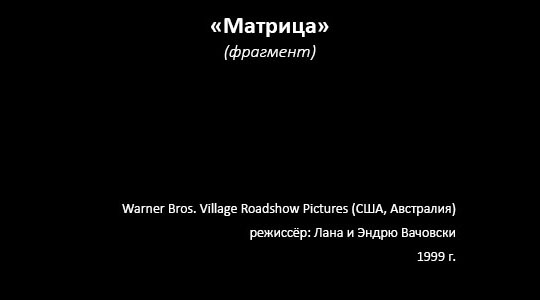 «Матрица»
(фрагмент)
Warner Bros. Village Roadshow Pictures (США, Австралия)
режиссёр: Лана и Эндрю Вачовски
1999 г.